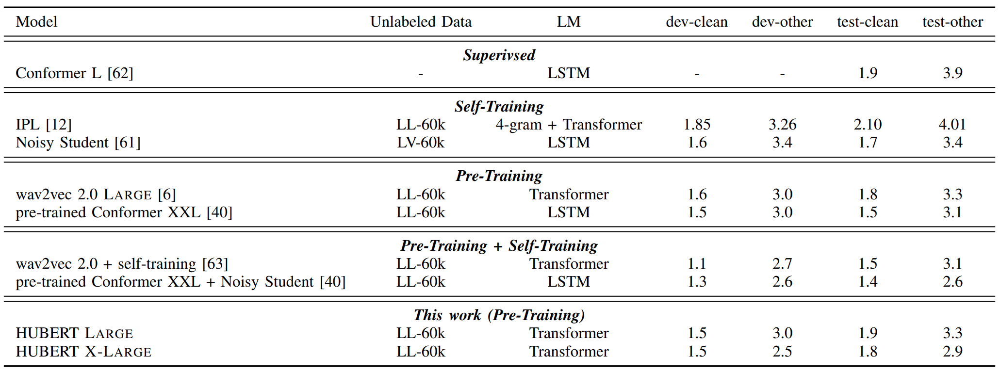 Model Unlabeled Data LM dev-clean dev-other test-clean test-other
Superivsed
Conformer L [62] - LSTM - - 1.9 3.9
Self-Training
IPL [12] LL-60k 4-gram + Transformer 1.85 3.26 2.10 4.01
Noisy Student [61] LV-60k LSTM 1.6 3.4 1.7 3.4
Pre-Training
wav2vec 2.0 LARGE [6] LL-60k Transformer 1.6 3.0 1.8 3.3
pre-trained Conformer XXL [40] LL-60k LSTM 1.5 3.0 1.5 3.1
Pre-Training + Self-Training
wav2vec 2.0 + self-training [63] LL-60k Transformer 1.1 2.7 1.5 3.1
pre-trained Conformer XXL + Noisy Student [40] LL-60k LSTM 1.3 2.6 1.4 2.6
This work (Pre-Training)
HUBERT LARGE LL-60k Transformer 1.5 3.0 1.9 3.3
HUBERT X-LARGE LL-60k Transformer 1.5 2.5 1.8 2.9